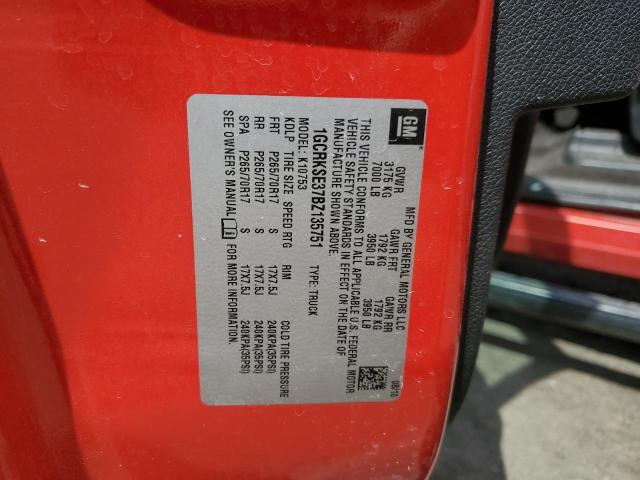 GM
MFD BY GENERAL MOTORS LLC
08/10
GVWR GAWR FRT GAWR RR
3175 KG 1792 KG 1792 KG
7000 LB 3950 LB 3950 LB
THIS VEHICLE CONFORMS TO ALL APPLICABLE U.S. FEDERAL MOTOR
VEHICLE SAFETY STANDARDS IN EFFECT ON THE DATE OF
MANUFACTURE SHOWN ABOVE.
1GCRKSE37BZ135751 TYPE: TRUCK
MODEL: K10753
KDLP TIRE SIZE SPEED RTG RIM COLD TIRE PRESSURE
FRT P265/70R17 S 17X7.5J 240KPA(35PSI)
RR P265/70R17 S 17X7.5J 240KPA(35PSI)
SPA P265/70R17 S 17X7.5J 240KPA(35PSI)
SEE OWNER'S MANUAL FOR MORE INFORMATION.